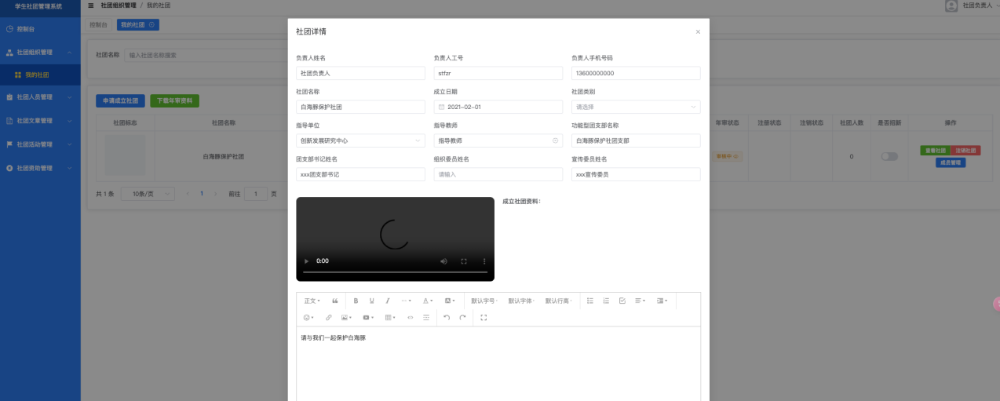 学生社团管理系统
社团组织管理 / 我的社团
社团负责人
控制台
社团组织管理
我的社团
社团人员管理
社团文章管理
社团活动管理
社团资助管理
控制台
我的社团
社团名称 输入社团名称搜索
申请成立社团 下载年审资料
社团标志 社团名称
白海豚保护社团
共 1 条 10条/页 1 前往 1 页
年审状态 注册状态 注销状态 社团人数 是否招新 操作
审核中 0 查看社团 注销社团
成员管理
社团详情
负责人姓名 负责人工号 负责人手机号码
社团负责人 stfzr 13600000000
社团名称 成立日期 社团类别
白海豚保护社团 2021-02-01 请选择
指导单位 指导教师 功能型团支部名称
创新发展研究中心 指导教师 白海豚保护社团支部
团支部书记姓名 组织委员姓名 宣传委员姓名
xxx团支部书记 请输入 xxx宣传委员
成立社团资料:
0:00
正文 B U I A A 默认字号 默认字体 默认行高
请与我们一起保护白海豚